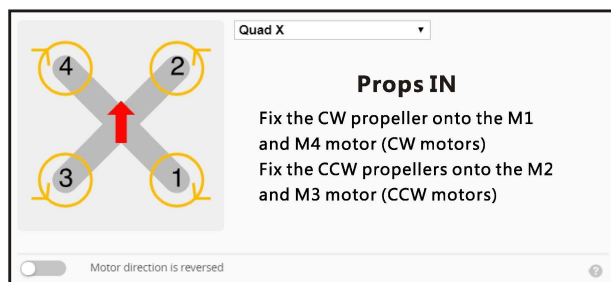 Quad X
4
2
3
1
Props IN
Fix the CW propeller onto the M1
and M4 motor (CW motors)
Fix the CCW propellers onto the M2
and M3 motor (CCW motors)
Motor direction is reversed
?